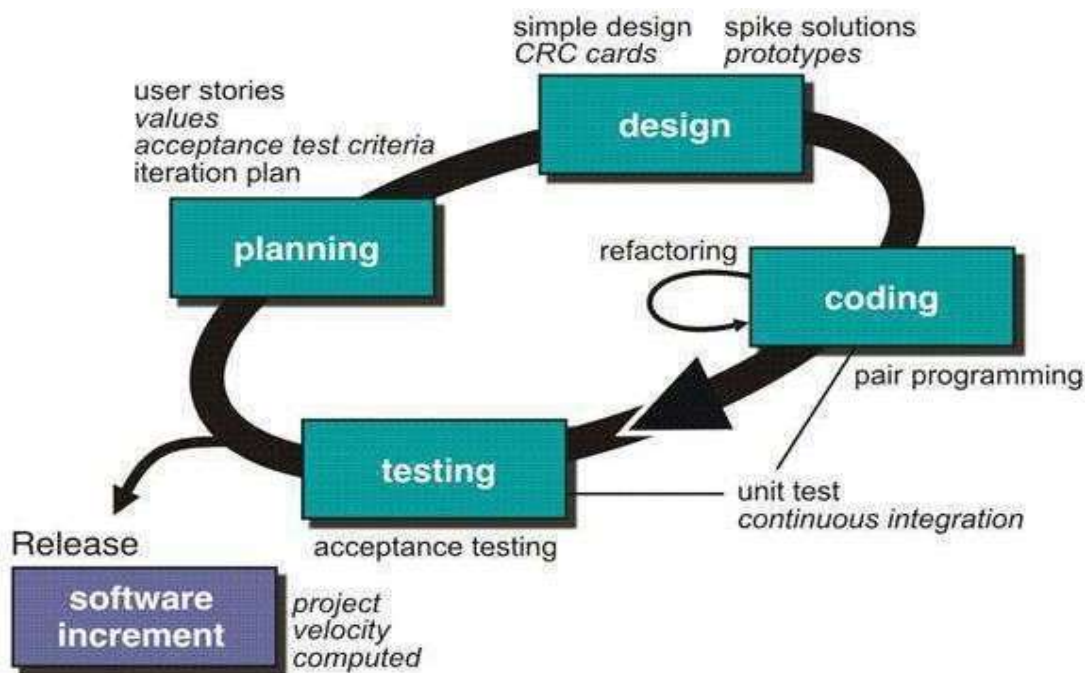 simple design
CRC cards
spike solutions
prototypes
user stories
values
acceptance test criteria
iteration plan
design
planning
refactoring
coding
pair programming
testing
unit test
continuous integration
acceptance testing
Release
software
increment
project
velocity
computed